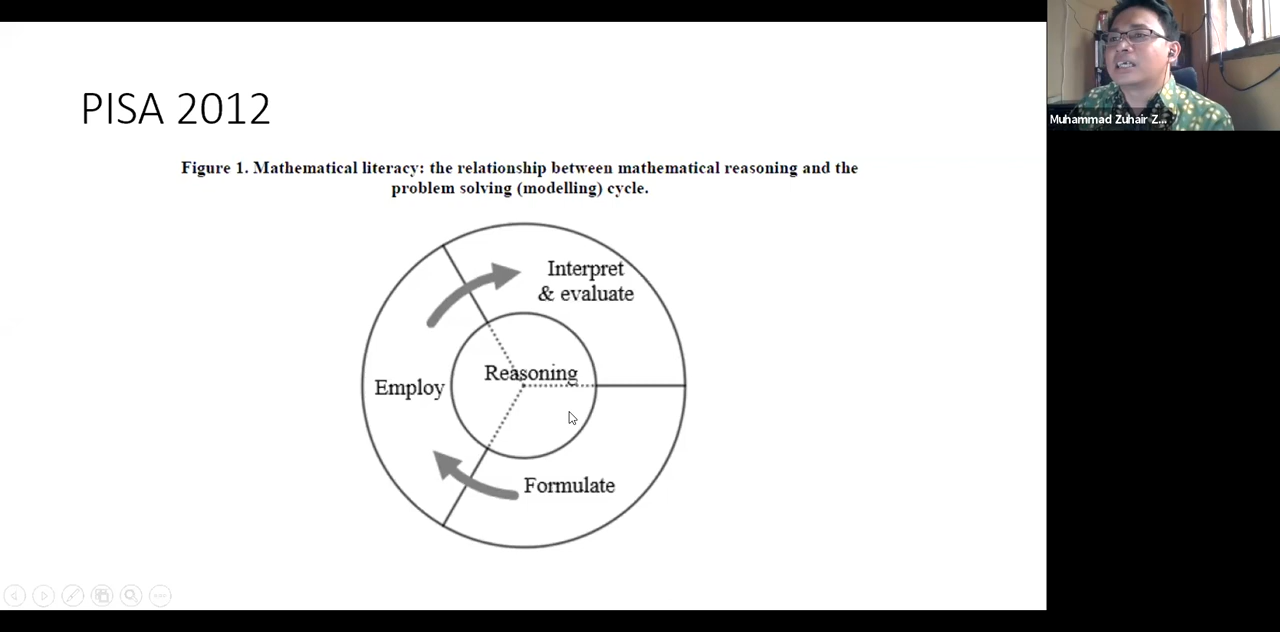 PISA 2012
Figure 1. Mathematical literacy: the relationship between mathematical reasoning and the
problem solving (modelling) cycle.
Interpret
& evaluate
Reasoning
Employ
Formulate
Muhammad Zuhair Z...